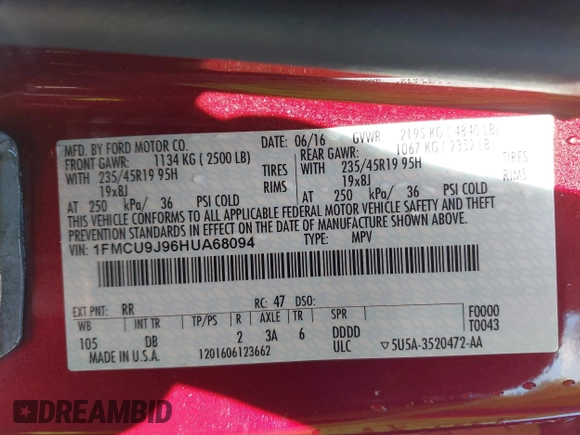 MFD. BY FORD MOTOR CO.
DATE: 06/16 GVWR 2195 KG ( 4840 LB)
FRONT GAWR: 1134 KG ( 2500 LB)
REAR GAWR: 1067 KG ( 2352 LB)
WITH 235/45R19 95H TIRES
WITH 235/45R19 95H TIRES
19x8J RIMS
19x8J RIMS
AT 250 kPa/ 36 PSI COLD
AT 250 kPa/ 36 PSI COLD
THIS VEHICLE CONFORMS TO ALL APPLICABLE FEDERAL MOTOR VEHICLE SAFETY AND THEFT
PREVENTION STANDARDS IN EFFECT ON THE DATE OF MANUFACTURE SHOWN ABOVE.
VIN: 1FMCU9J96HUA68094 TYPE: MPV
EXT PNT: RR RC: 47 DSO: F0000
WB DB TP/PS R AXLE TR SPR T0043
105 2 3A 6 DDDD
MADE IN U.S.A. 1201606123662 ULC ▽5U5A-3520472-AA
DREAMBID